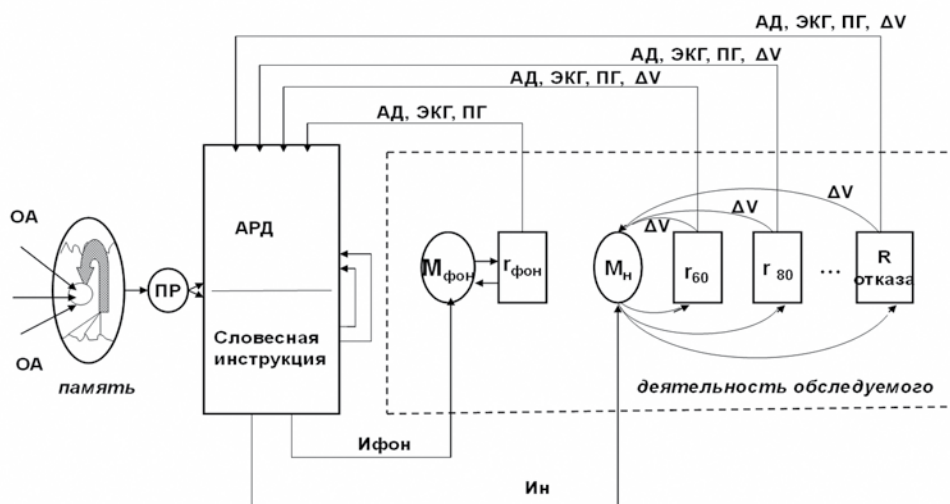 АД, ЭКГ, ПГ, ΔV
АД, ЭКГ, ПГ, ΔV
АД, ЭКГ, ПГ, ΔV
АД, ЭКГ, ПГ
ОА
ОА
память
ПР
АРД
Словесная
инструкция
Мфон
rфон
Мн
ΔV
ΔV
ΔV
r60
r 80
...
R
отказа
деятельность обследуемого
Ифон
Ин